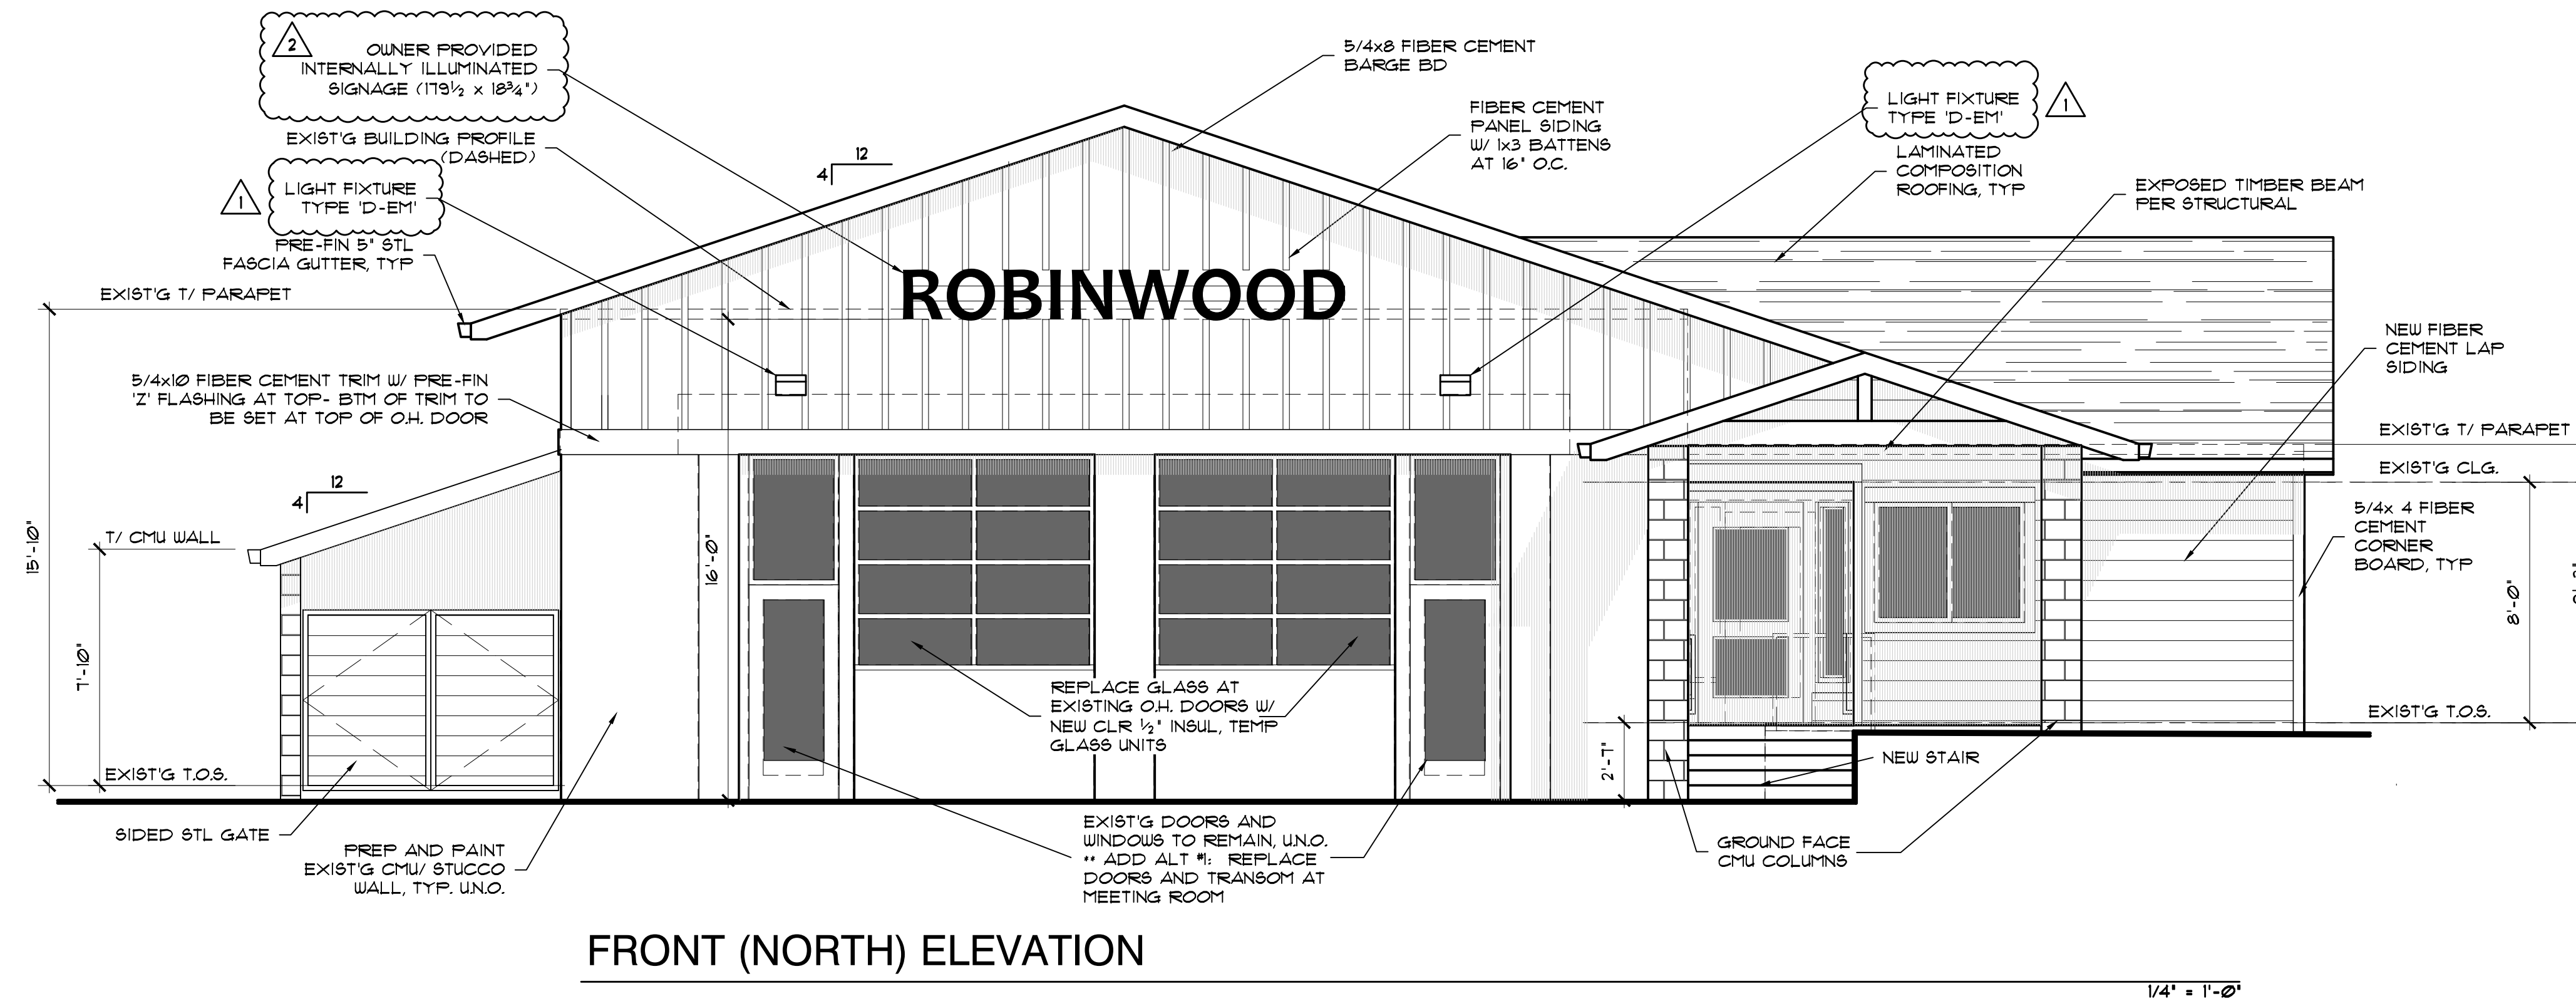 2
OWNER PROVIDED
INTERNALLY ILLUMINATED
SIGNAGE (179½ x 18¾")
EXIST'G BUILDING PROFILE
(DASHED)
1
LIGHT FIXTURE
TYPE 'D-EM'
PRE-FIN 5" STL
FASCIA GUTTER, TYP
EXIST'G T/ PARAPET
5/4x10 FIBER CEMENT TRIM W/ PRE-FIN
'Z' FLASHING AT TOP- BTM OF TRIM TO
BE SET AT TOP OF O.H. DOOR
12
4
T/ CMU WALL
15'-10"
7'-10"
EXIST'G T.O.S.
SIDED STL GATE
PREP AND PAINT
EXIST'G CMU/ STUCCO
WALL, TYP. U.N.O.
12
4
5/4x8 FIBER CEMENT
BARGE BD
FIBER CEMENT
PANEL SIDING
W/ 1x3 BATTENS
AT 16" O.C.
ROBINWOOD
16'-0"
REPLACE GLASS AT
EXISTING O.H. DOORS W/
NEW CLR ½" INSUL, TEMP
GLASS UNITS
EXIST'G DOORS AND
WINDOWS TO REMAIN, U.N.O.
** ADD ALT #1: REPLACE
DOORS AND TRANSOM AT
MEETING ROOM
LIGHT FIXTURE
TYPE 'D-EM'
1
LAMINATED
COMPOSITION
ROOFING, TYP
EXPOSED TIMBER BEAM
PER STRUCTURAL
NEW FIBER
CEMENT LAP
SIDING
EXIST'G T/ PARAPET
EXIST'G CLG.
5/4x 4 FIBER
CEMENT
CORNER
BOARD, TYP
8'-0"
EXIST'G T.O.S.
2'-7"
NEW STAIR
GROUND FACE
CMU COLUMNS
FRONT (NORTH) ELEVATION
1/4" = 1'-0"